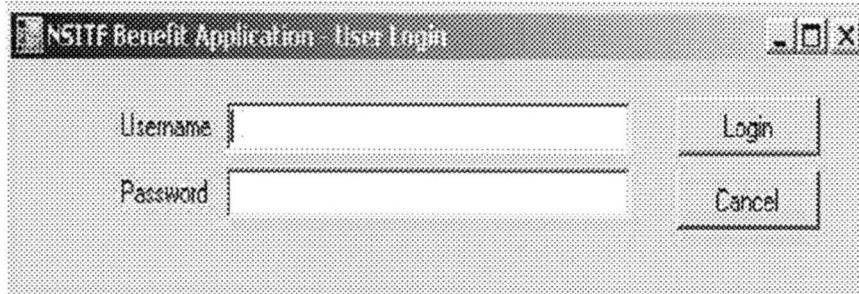 NSITF Benefit Application - User Login
Username
Login
Password
Cancel